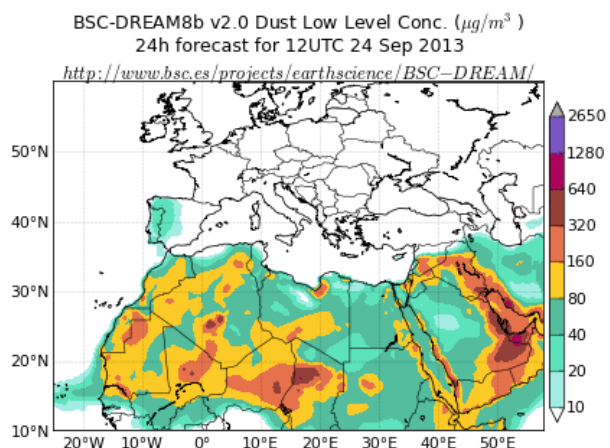 BSC-DREAM8b v2.0 Dust Low Level Conc. (μg/m³ )
24h forecast for 12UTC 24 Sep 2013
http://www.bsc.es/projects/earthscience/BSC−DREAM/
50°N
40°N
30°N
20°N
10°N
20°W 10°W 0° 10°E 20°E 30°E 40°E 50°E
2650
1280
640
320
160
80
40
20
10